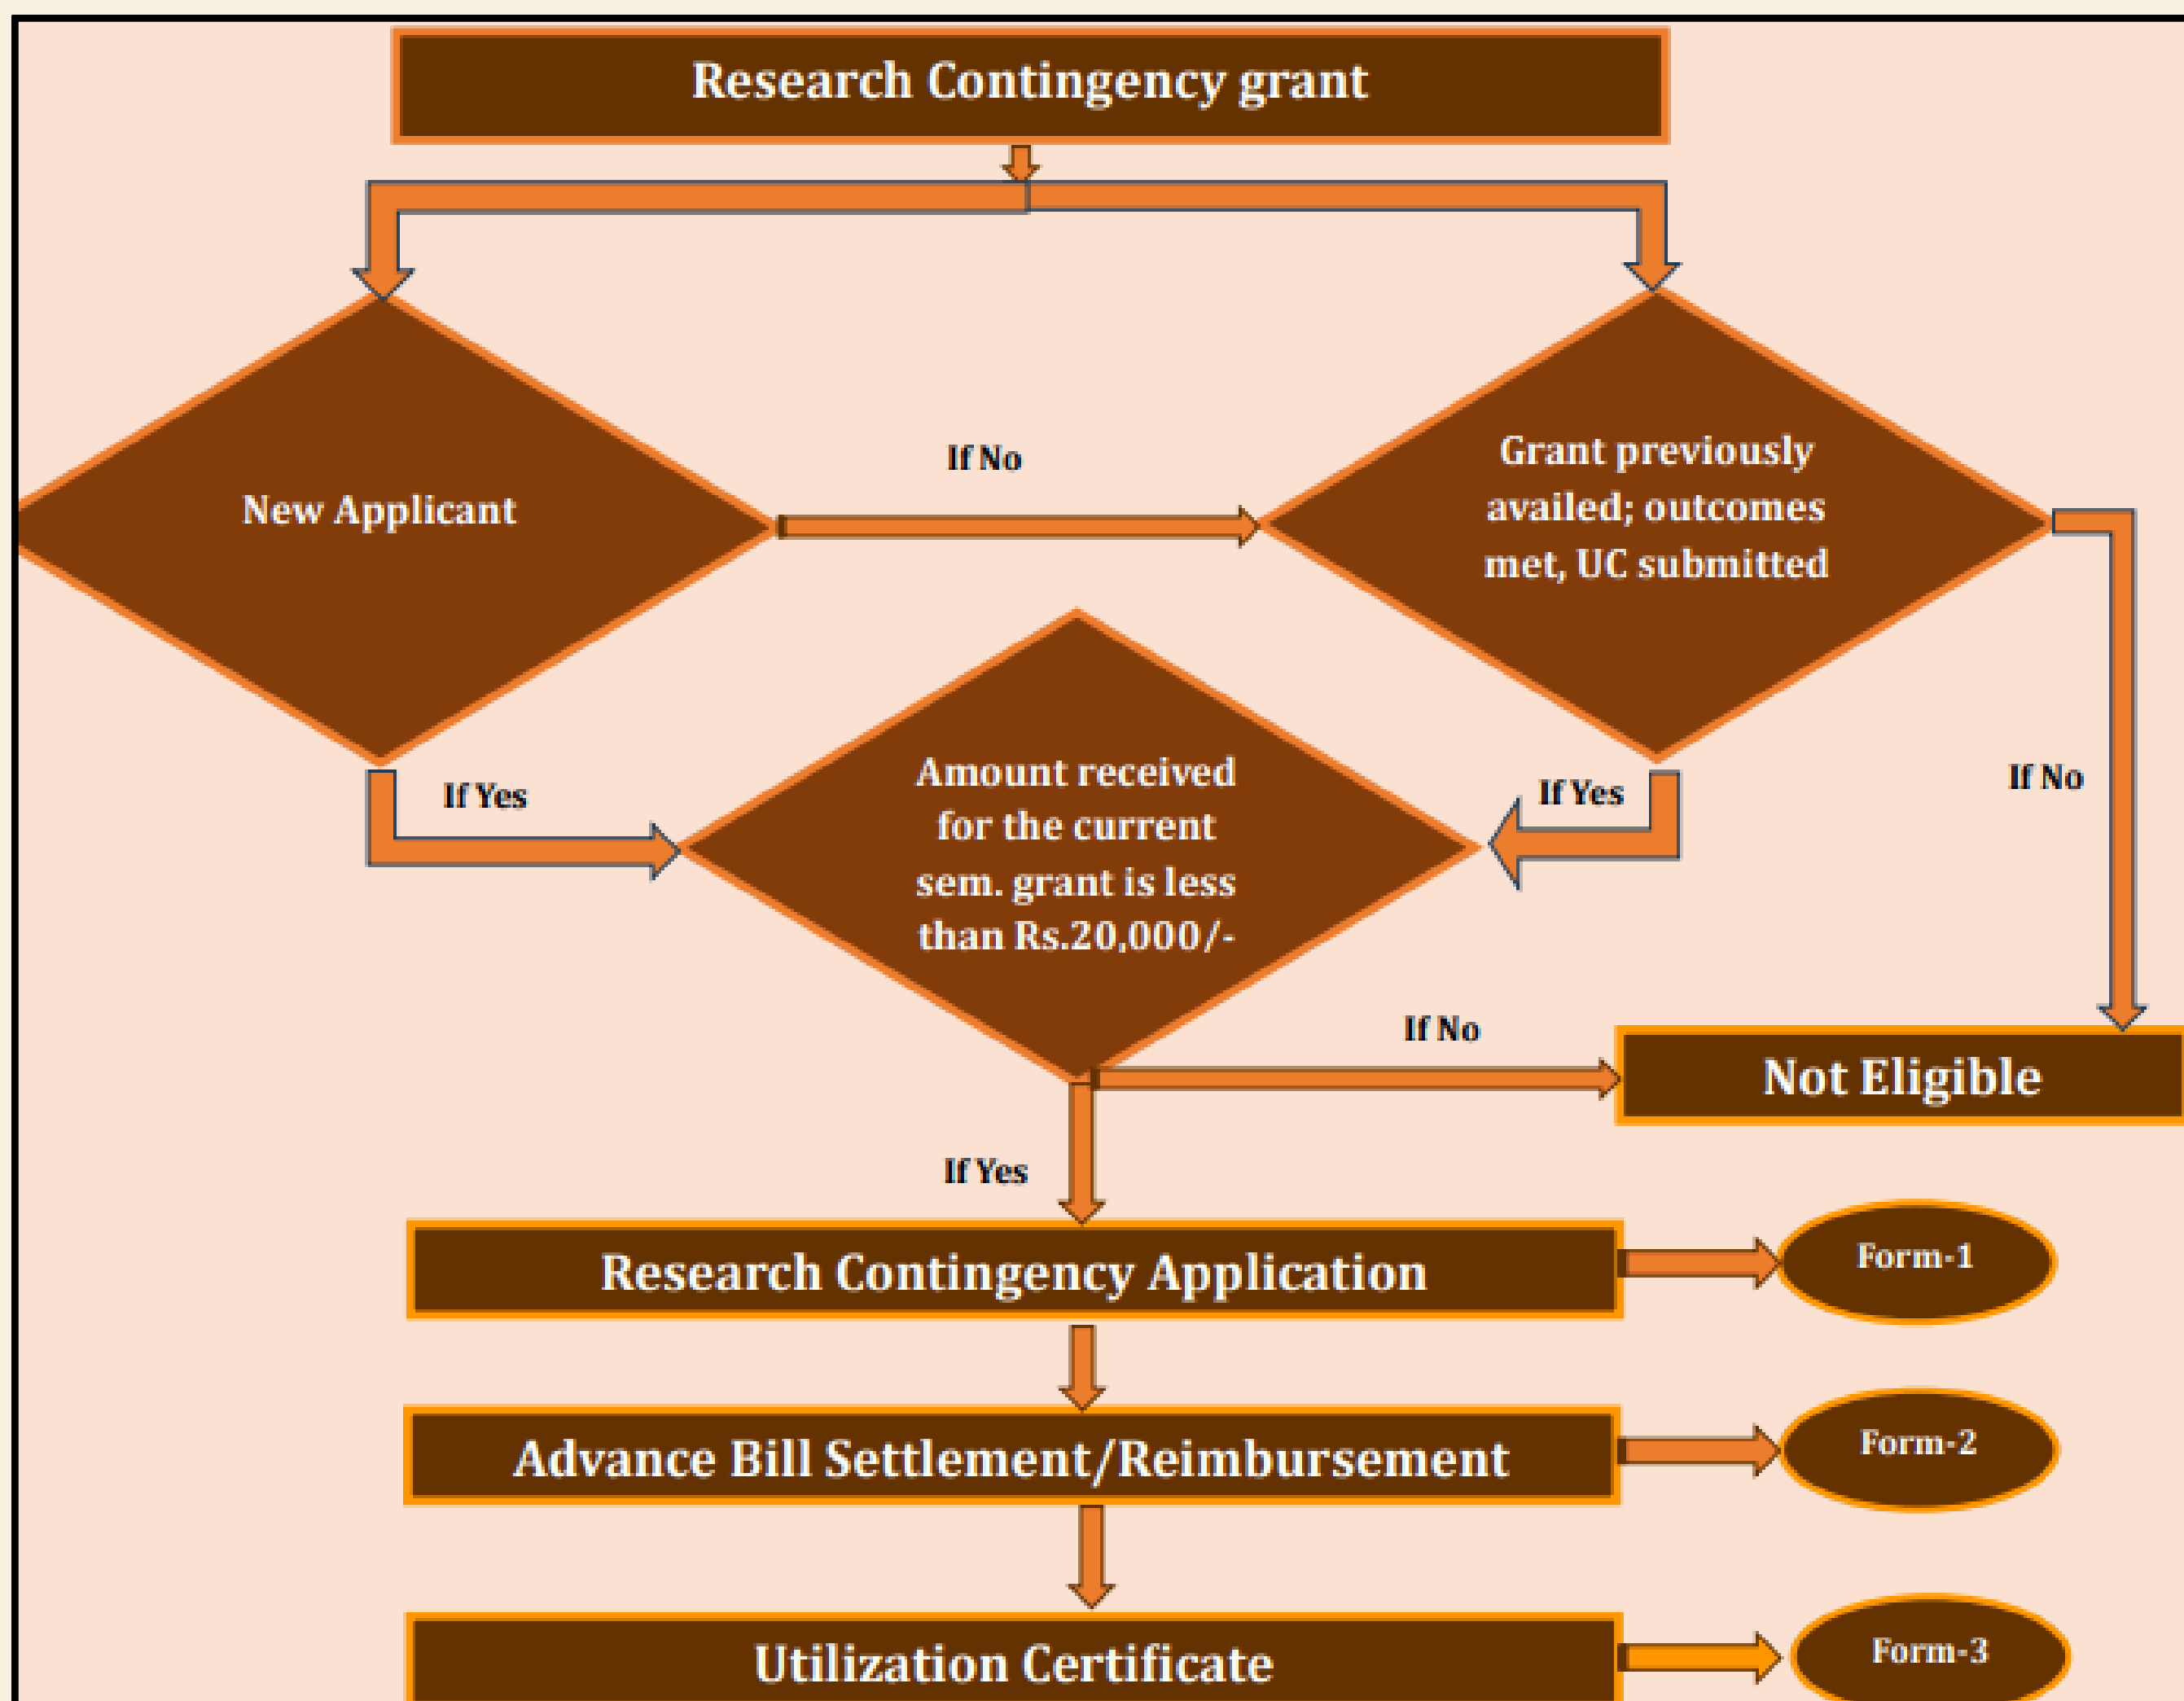 Research Contingency grant
New Applicant
If No
Grant previously
availed; outcomes
met, UC submitted
If Yes
Amount received
for the current
sem. grant is less
than Rs.20,000/-
If Yes
If No
If No
Not Eligible
If Yes
Research Contingency Application
Form-1
Advance Bill Settlement/Reimbursement
Form-2
Utilization Certificate
Form-3